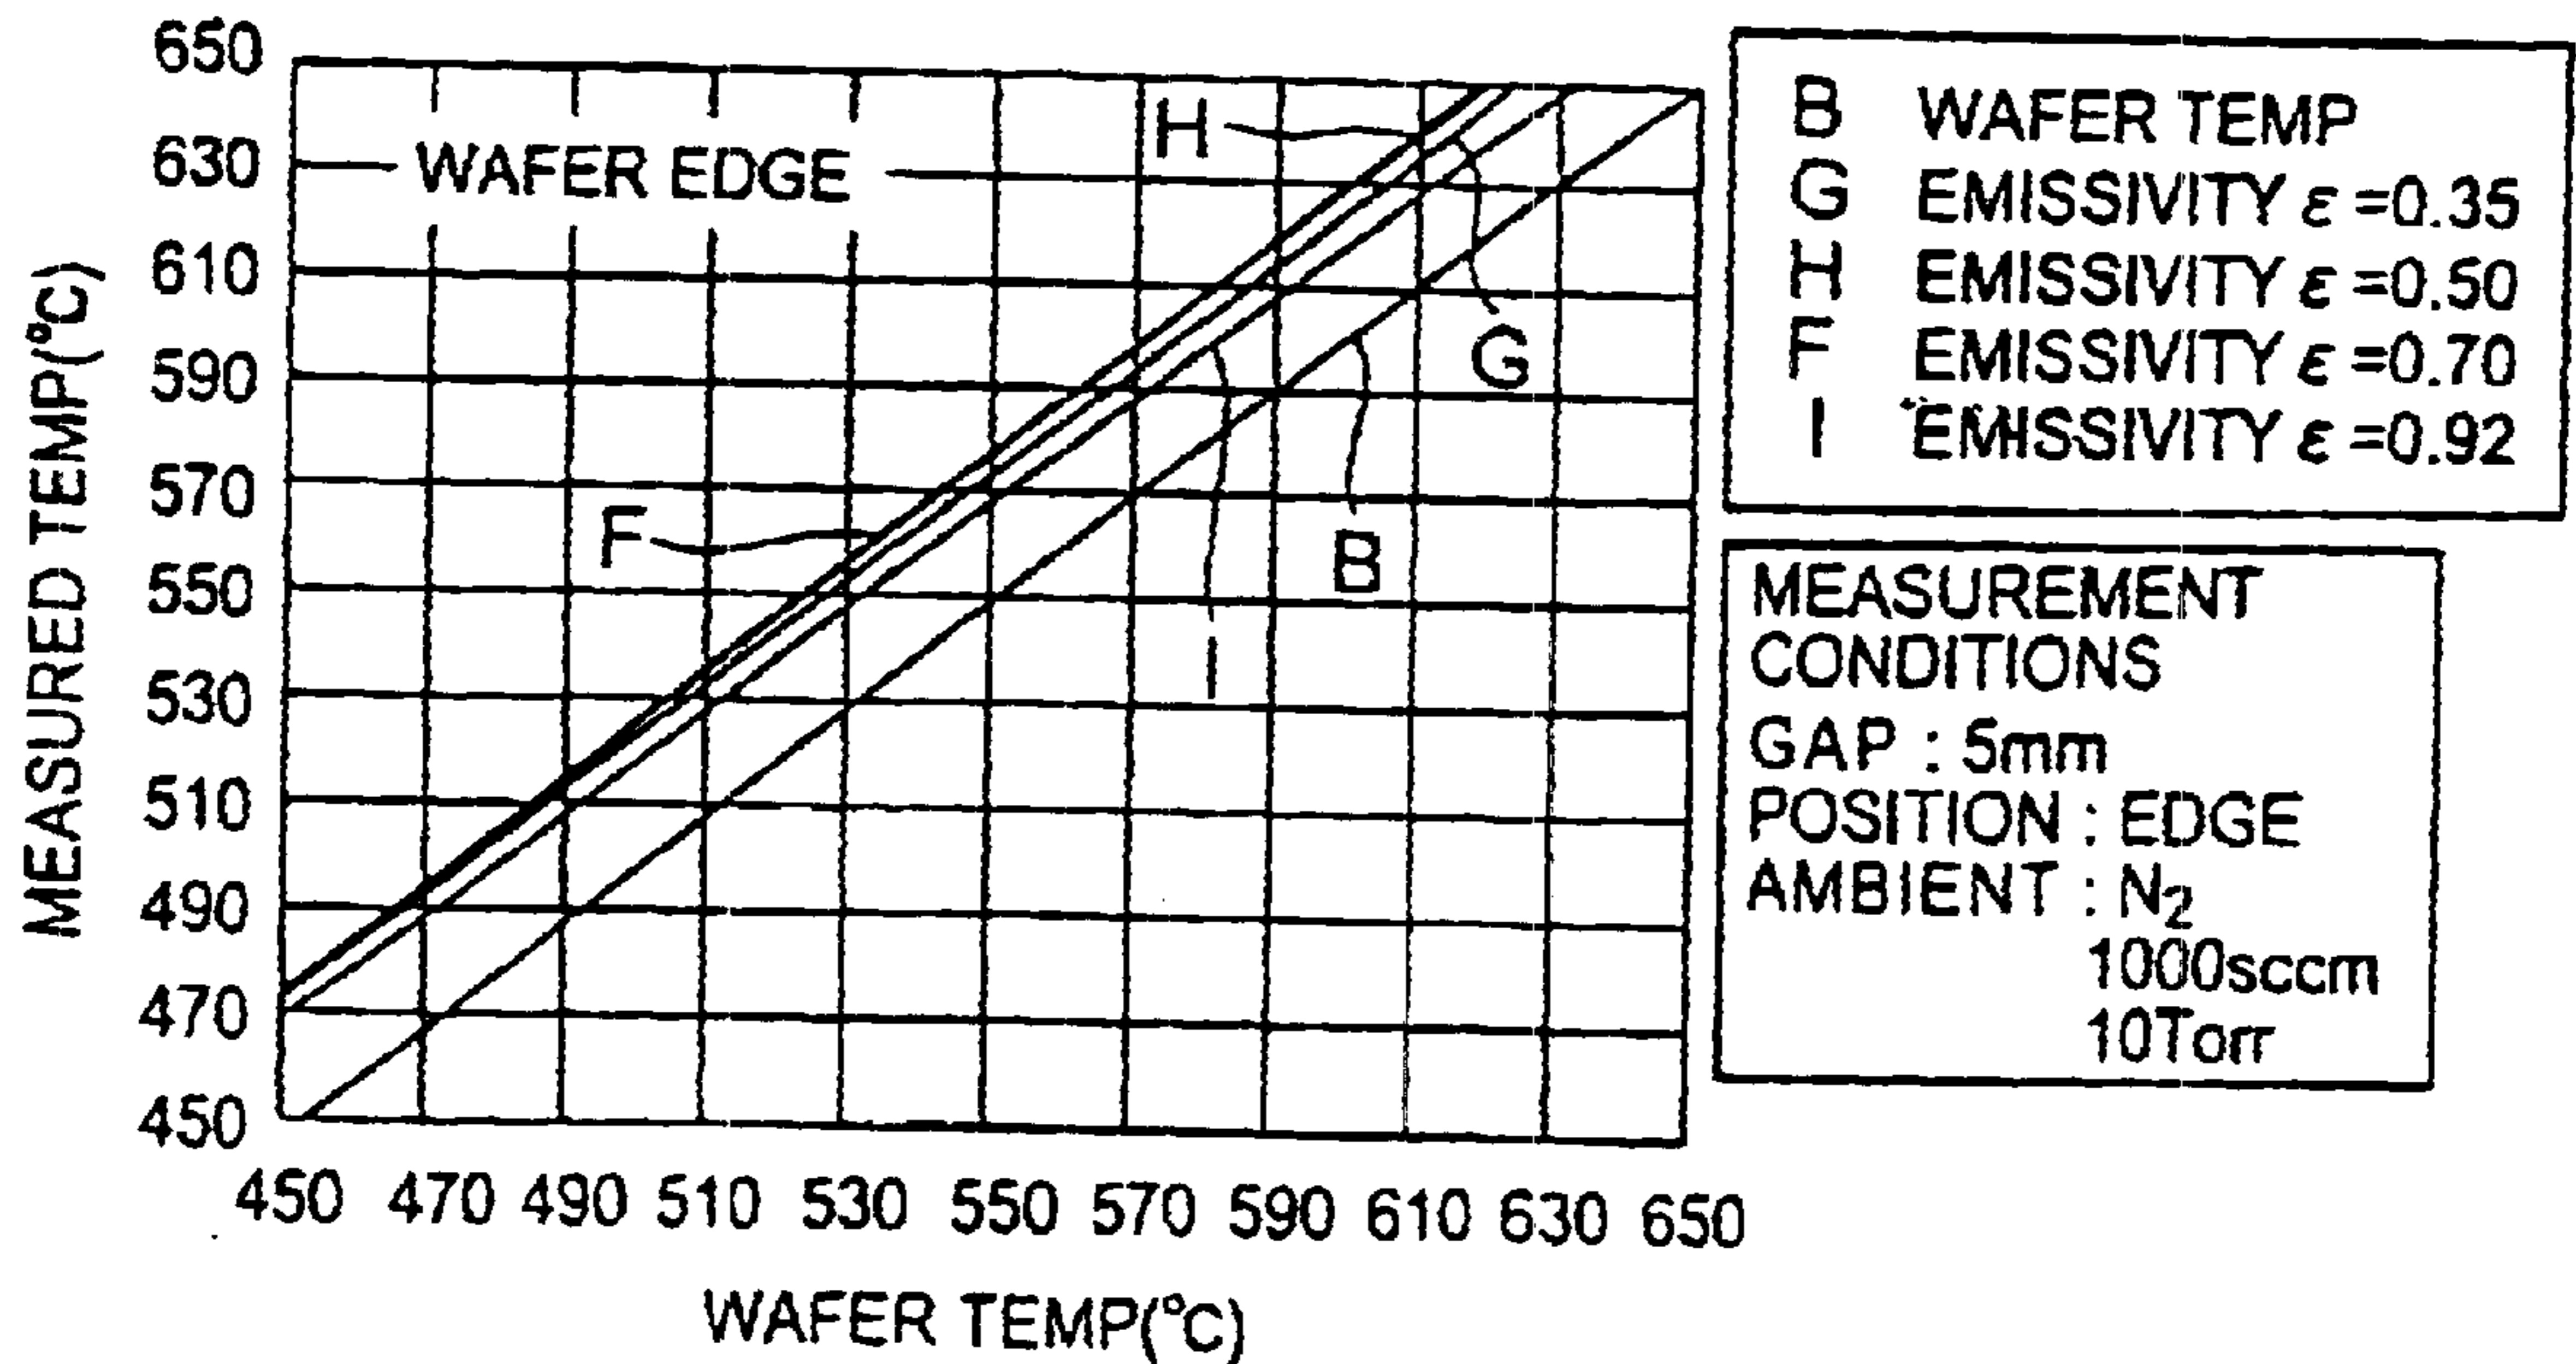 MEASURED TEMP(°C)
650
630
610
590
570
550
530
510
490
470
450
WAFER EDGE
H
G
F
B
I
450 470 490 510 530 550 570 590 610 630 650
WAFER TEMP(°C)
B WAFER TEMP
G EMISSIVITY ε =0.35
H EMISSIVITY ε =0.50
F EMISSIVITY ε =0.70
I EMISSIVITY ε =0.92
MEASUREMENT
CONDITIONS
GAP : 5mm
POSITION : EDGE
AMBIENT : N₂
1000sccm
10Torr